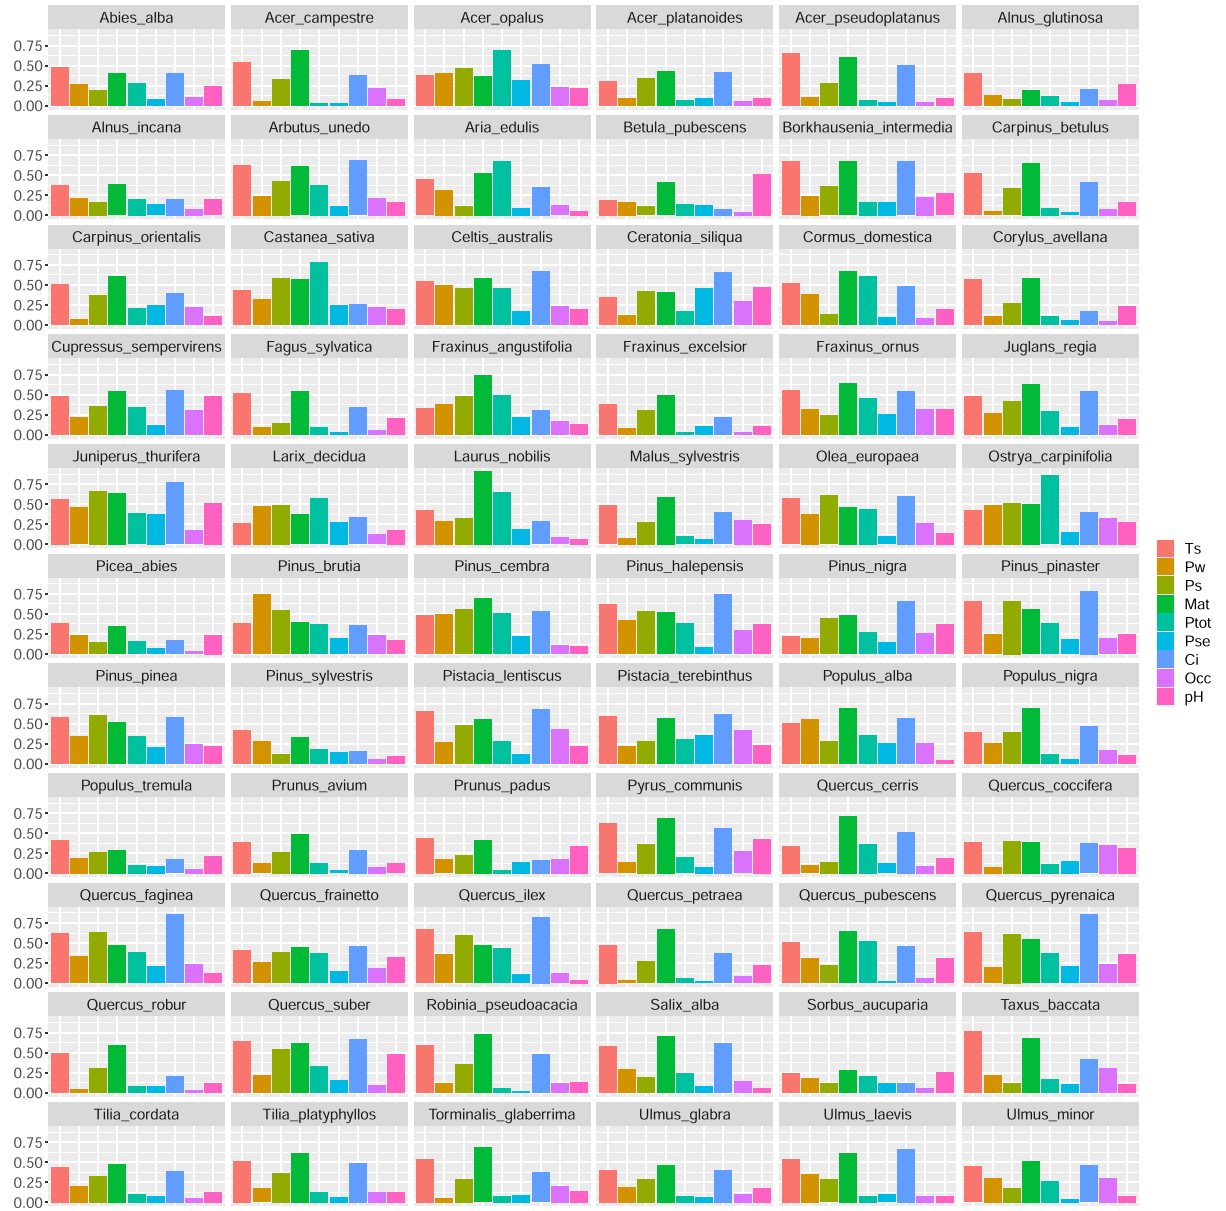 Abies_alba Acer_campestre Acer_opalus Acer_platanoides Acer_pseudoplatanus Alnus_glutinosa
0.75
0.50
0.25
0.00
Alnus_incana Arbutus_unedo Aria_edulis Betula_pubescens Borkhausenia_intermedia Carpinus_betulus
0.75
0.50
0.25
0.00
Carpinus_orientalis Castanea_sativa Celtis_australis Ceratonia_siliqua Cormus_domestica Corylus_avellana
0.75
0.50
0.25
0.00
Cupressus_sempervirens Fagus_sylvatica Fraxinus_angustifolia Fraxinus_excelsior Fraxinus_ornus Juglans_regia
0.75
0.50
0.25
0.00
Juniperus_thurifera Larix_decidua Laurus_nobilis Malus_sylvestris Olea_europaea Ostrya_carpinifolia
0.75
0.50
0.25
0.00
Picea_abies Pinus_brutia Pinus_cembra Pinus_halepensis Pinus_nigra Pinus_pinaster
0.75
0.50
0.25
0.00
Pinus_pinea Pinus_sylvestris Pistacia_lentiscus Pistacia_terebinthus Populus_alba Populus_nigra
0.75
0.50
0.25
0.00
Populus_tremula Prunus_avium Prunus_padus Pyrus_communis Quercus_cerris Quercus_coccifera
0.75
0.50
0.25
0.00
Quercus_faginea Quercus_frainetto Quercus_ilex Quercus_petraea Quercus_pubescens Quercus_pyrenaica
0.75
0.50
0.25
0.00
Quercus_robur Quercus_suber Robinia_pseudoacacia Salix_alba Sorbus_aucuparia Taxus_baccata
0.75
0.50
0.25
0.00
Tilia_cordata Tilia_platyphyllos Torminalis_glaberrima Ulmus_glabra Ulmus_laevis Ulmus_minor
0.75
0.50
0.25
0.00
Ts
Pw
Ps
Mat
Ptot
Pse
Ci
Occ
pH